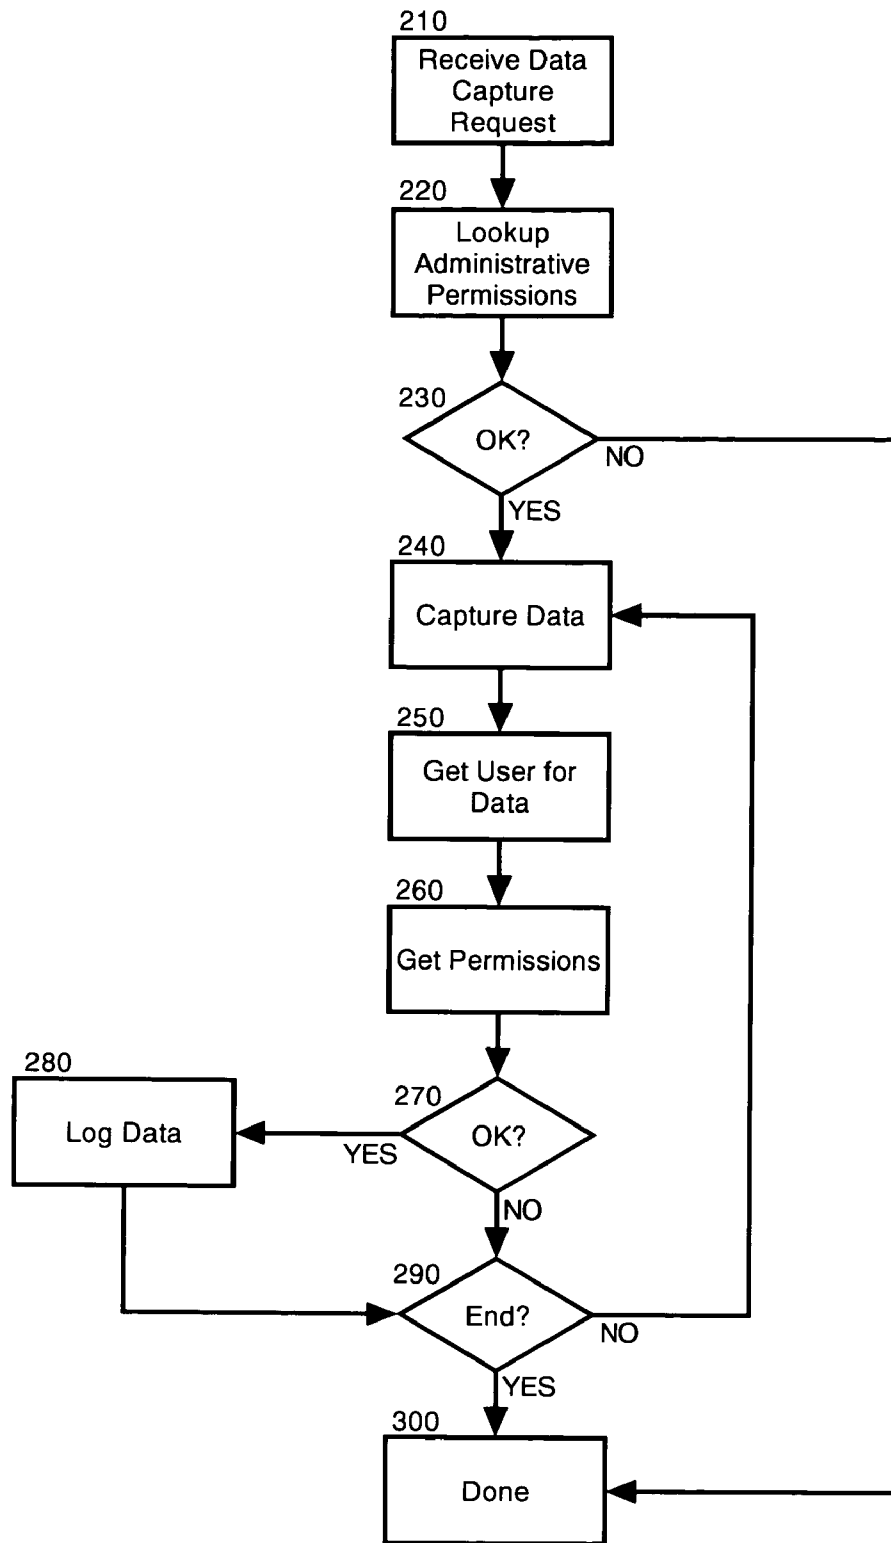 210
Receive Data
Capture
Request
220
Lookup
Administrative
Permissions
230
OK?
NO
YES
240
Capture Data
250
Get User for
Data
260
Get Permissions
280
Log Data
270
OK?
YES
NO
290
End?
NO
YES
300
Done